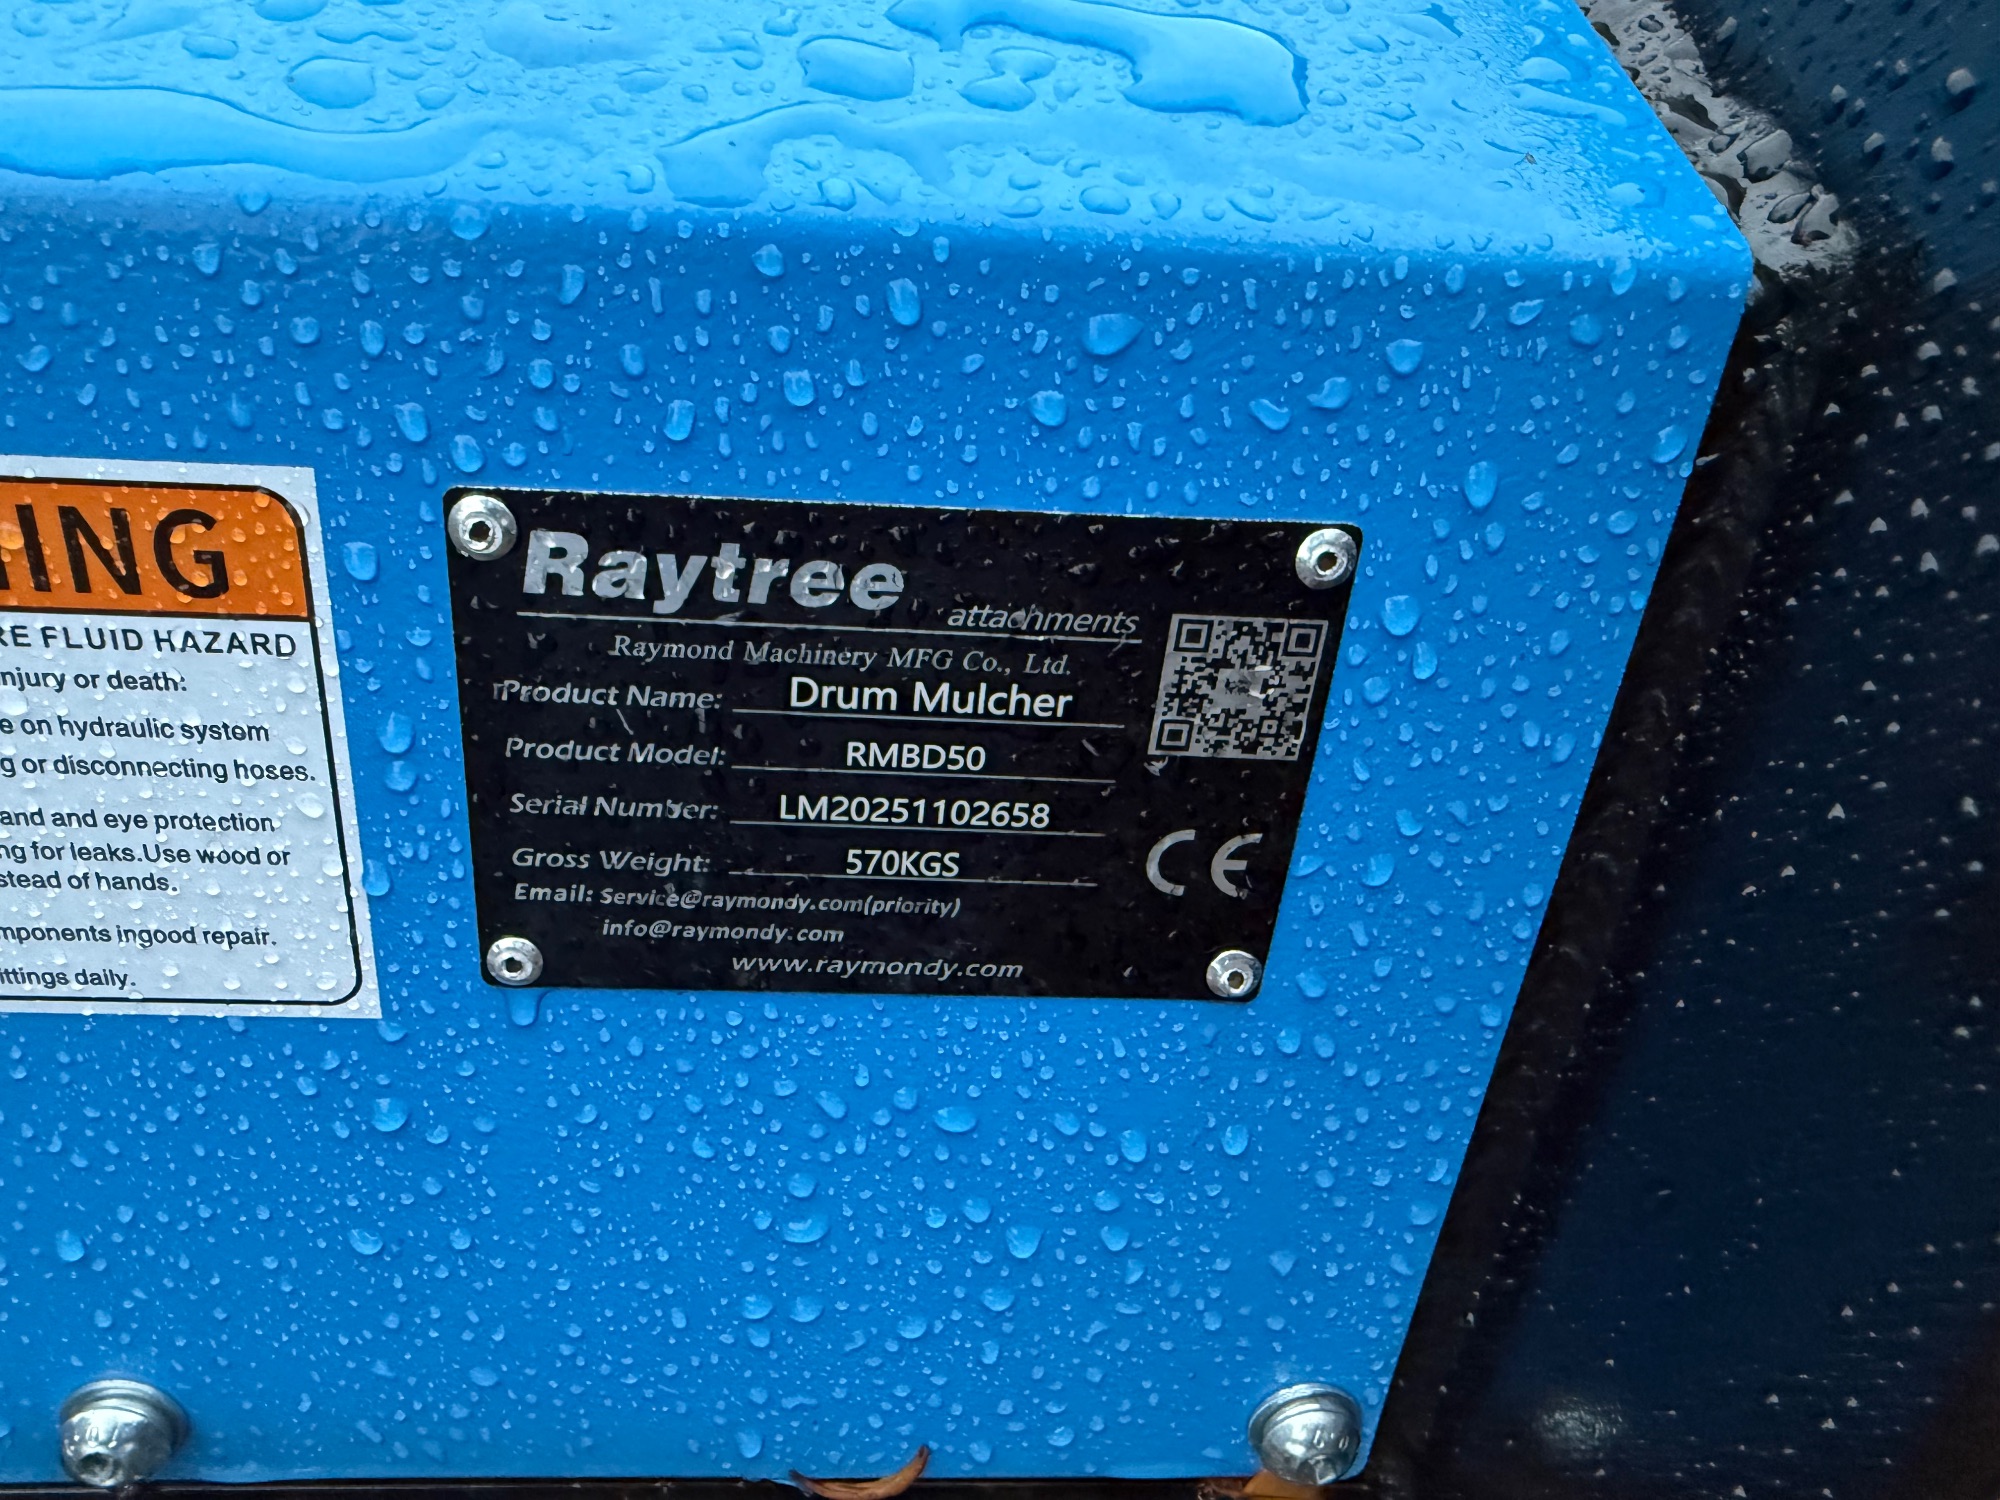 ING
RE FLUID HAZARD
njury or death:
e on hydraulic system
g or disconnecting hoses.
and and eye protection
ng for leaks.Use wood or
stead of hands.
mponents ingood repair.
ittings daily.
Raytree
attachments
Raymond Machinery MFG Co., Ltd.
Product Name: Drum Mulcher
Product Model: RMBD50
Serial Number: LM20251102658
Gross Weight: 570KGS
Email: Service@raymondy.com(priority)
info@raymondy.com
www.raymondy.com
CE